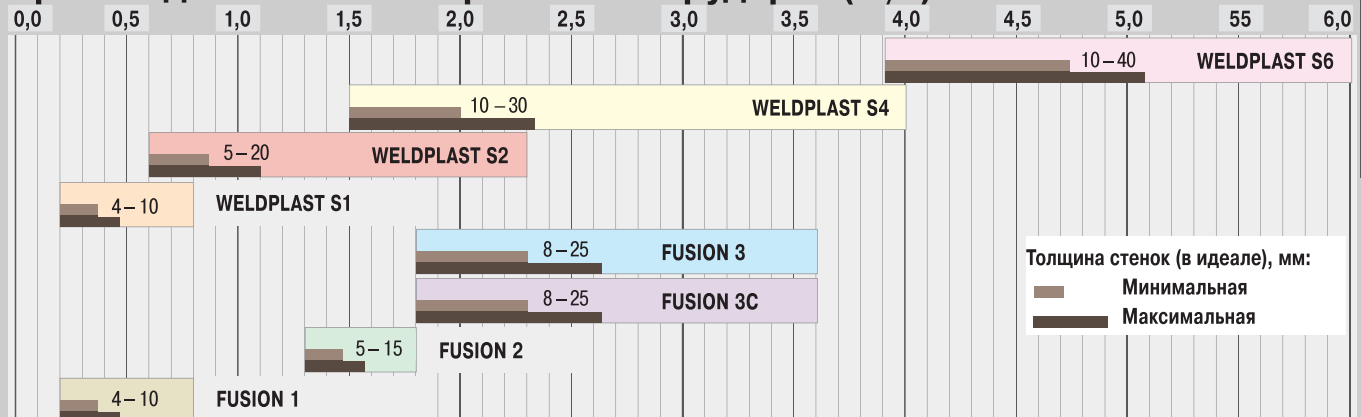 0,0 0,5 1,0 1,5 2,0 2,5 3,0 3,5 4,0 4,5 5,0 55 6,0
10–40 WELDPLAST S6
10–30 WELDPLAST S4
5–20 WELDPLAST S2
4–10 WELDPLAST S1
8–25 FUSION 3
Толщина стенок (в идеале), мм:
Минимальная
Максимальная
8–25 FUSION 3C
5–15 FUSION 2
4–10 FUSION 1